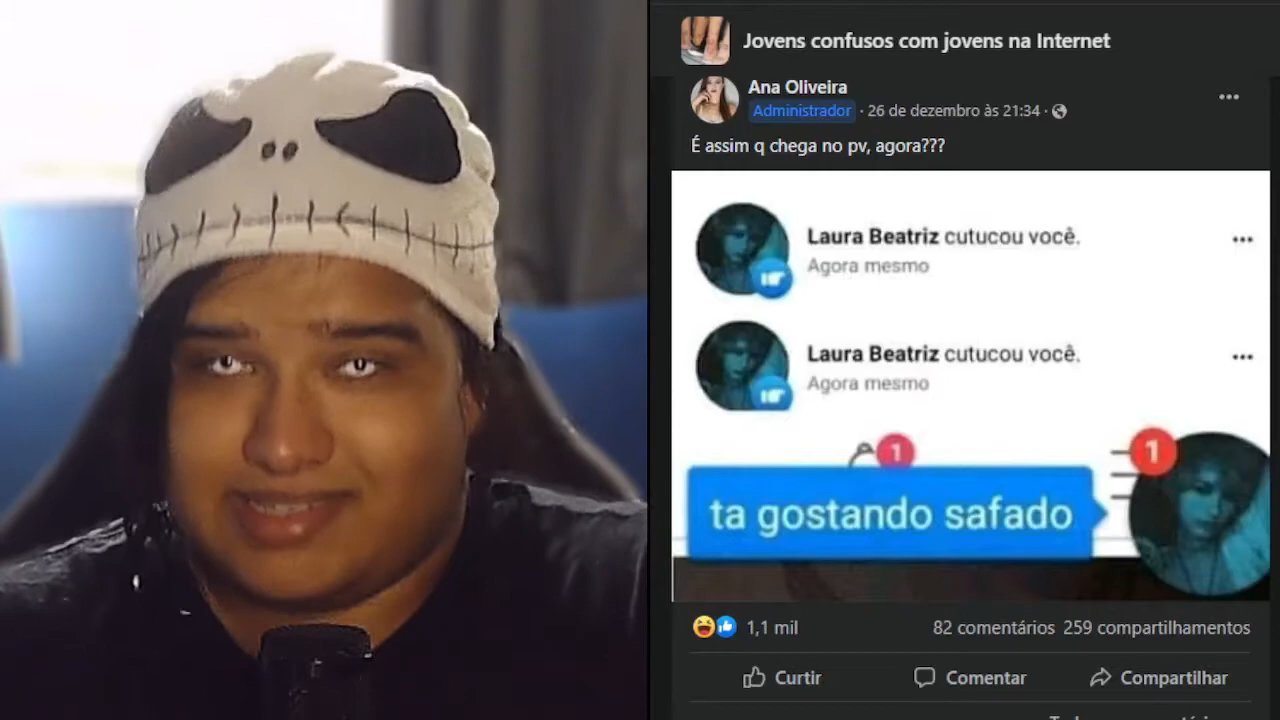 Jovens confusos com jovens na Internet
Ana Oliveira
Administrador · 26 de dezembro às 21:34 ·
É assim q chega no pv, agora???
Laura Beatriz cutucou você.
Agora mesmo
Laura Beatriz cutucou você.
Agora mesmo
1
1
ta gostando safado
1,1 mil 82 comentários 259 compartilhamentos
Curtir Comentar Compartilhar